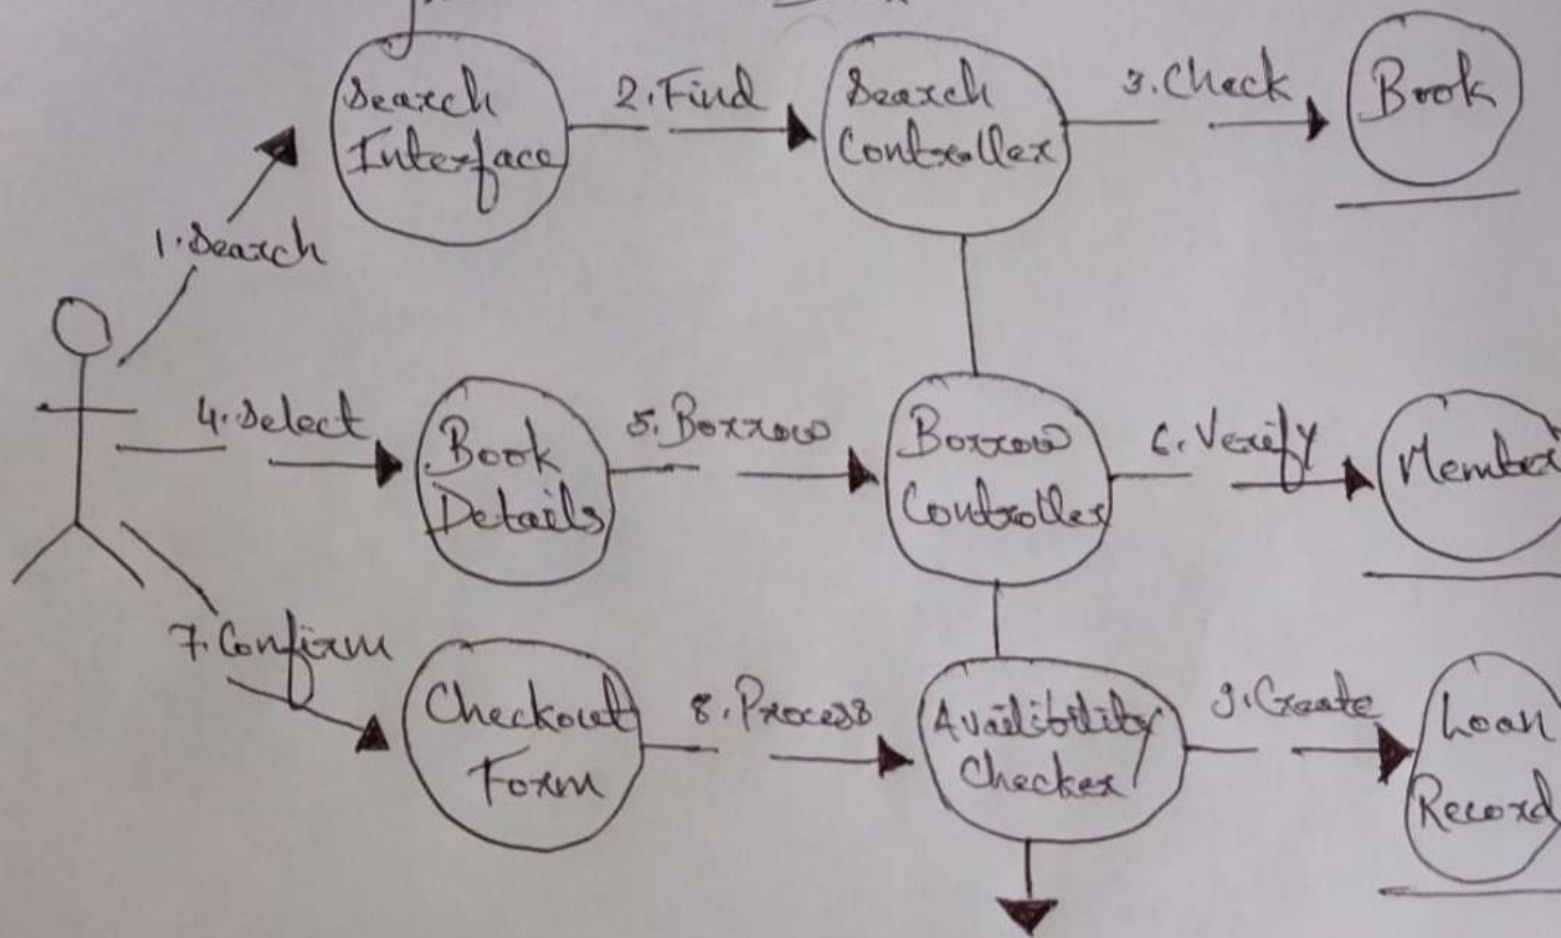 Search
Interface
2. Find
Search
Controller
3. Check
Book
1. Search
4. Select
Book
Details
5. Borrow
Borrow
Controller
6. Verify
Member
7. Confirm
Checkout
Form
8. Process
Availibility
Checker
9. Create
Loan
Record